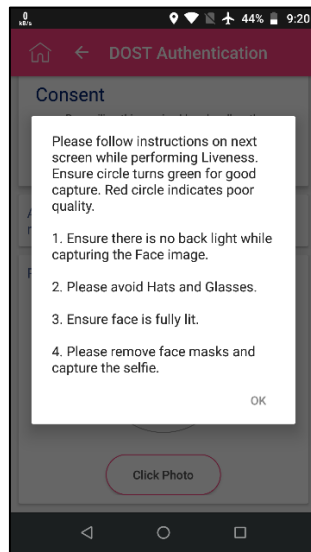 0
kB/s
44%
9:20
DOST Authentication
Consent
Please follow instructions on next
screen while performing Liveness.
Ensure circle turns green for good
capture. Red circle indicates poor
quality.
1. Ensure there is no back light while
capturing the Face image.
2. Please avoid Hats and Glasses.
3. Ensure face is fully lit.
4. Please remove face masks and
capture the selfie.
OK
Click Photo